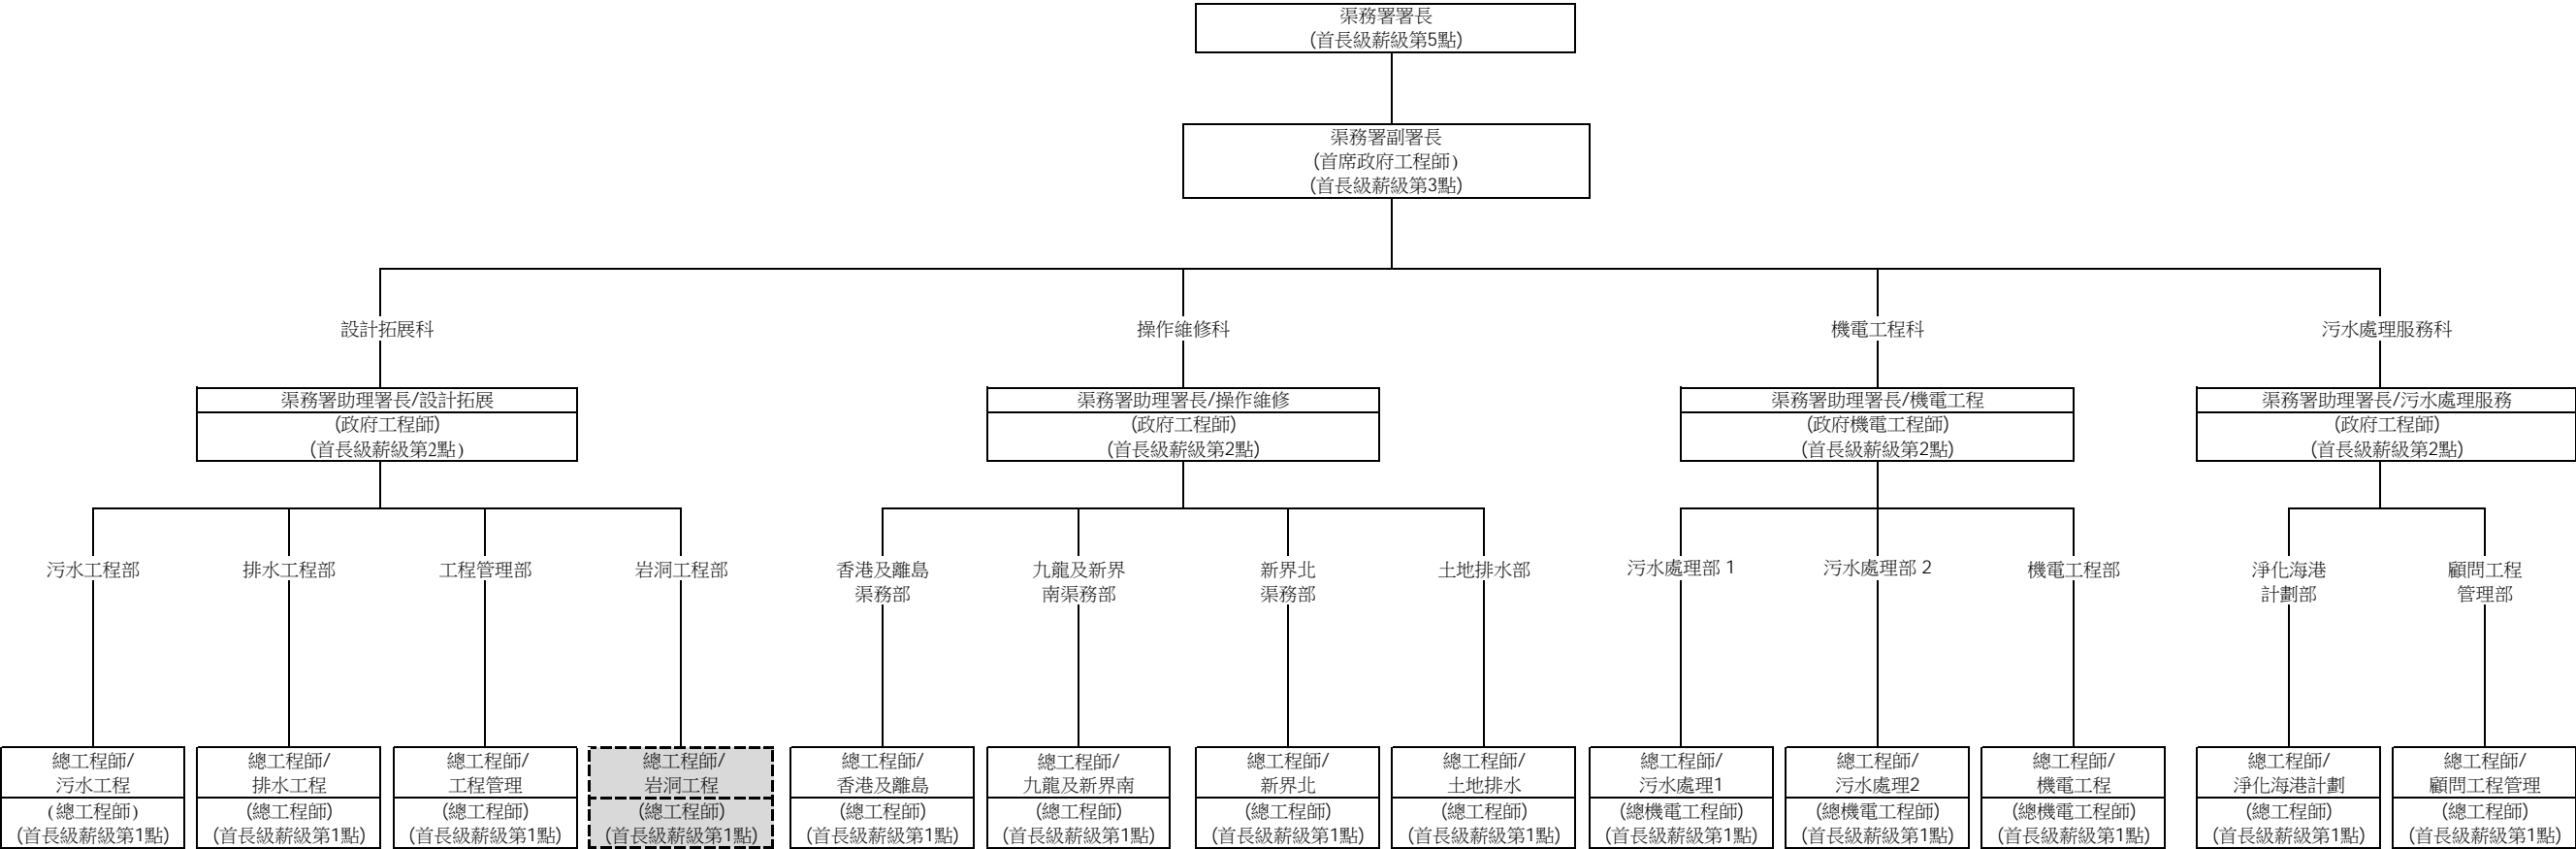 渠務署署長
(首長級薪級第5點)
渠務署副署長
(首席政府工程師)
(首長級薪級第3點)
設計拓展科
操作維修科
機電工程科
污水處理服務科
渠務署助理署長/設計拓展
(政府工程師)
(首長級薪級第2點)
渠務署助理署長/操作維修
(政府工程師)
(首長級薪級第2點)
渠務署助理署長/機電工程
(政府機電工程師)
(首長級薪級第2點)
渠務署助理署長/污水處理服務
(政府工程師)
(首長級薪級第2點)
污水工程部
排水工程部
工程管理部
岩洞工程部
香港及離島
渠務部
九龍及新界
南渠務部
新界北
渠務部
土地排水部
污水處理部 1
污水處理部 2
機電工程部
淨化海港
計劃部
顧問工程
管理部
總工程師/
污水工程
(總工程師)
(首長級薪級第1點)
總工程師/
排水工程
(總工程師)
(首長級薪級第1點)
總工程師/
工程管理
(總工程師)
(首長級薪級第1點)
總工程師/
岩洞工程
(總工程師)
(首長級薪級第1點)
總工程師/
香港及離島
(總工程師)
(首長級薪級第1點)
總工程師/
九龍及新界南
(總工程師)
(首長級薪級第1點)
總工程師/
新界北
(總工程師)
(首長級薪級第1點)
總工程師/
土地排水
(總工程師)
(首長級薪級第1點)
總工程師/
污水處理1
(總機電工程師)
(首長級薪級第1點)
總工程師/
污水處理2
(總機電工程師)
(首長級薪級第1點)
總工程師/
機電工程
(總機電工程師)
(首長級薪級第1點)
總工程師/
淨化海港計劃
(總工程師)
(首長級薪級第1點)
總工程師/
顧問工程管理
(總工程師)
(首長級薪級第1點)